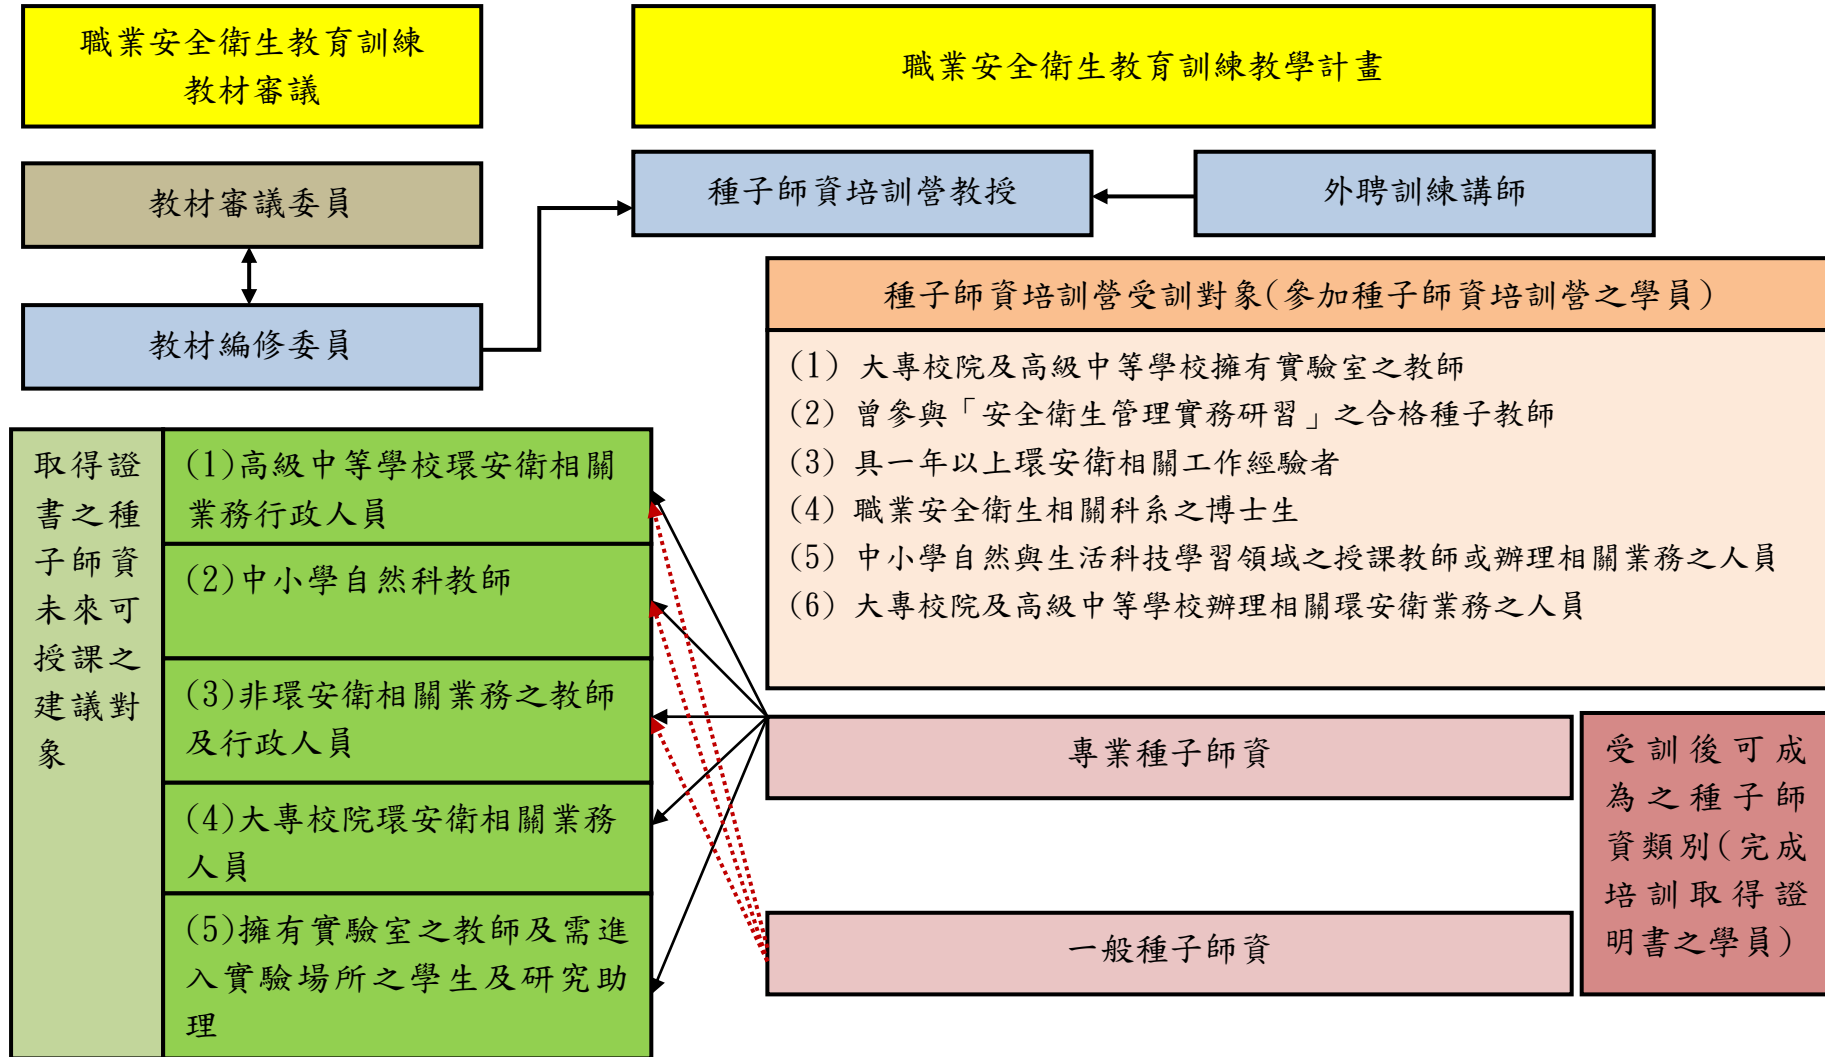 職業安全衛生教育訓練
教材審議
職業安全衛生教育訓練教學計畫
教材審議委員
種子師資培訓營教授
外聘訓練講師
教材編修委員
種子師資培訓營受訓對象(參加種子師資培訓營之學員)
(1) 大專校院及高級中等學校擁有實驗室之教師
(2) 曾參與「安全衛生管理實務研習」之合格種子教師
(3) 具一年以上環安衛相關工作經驗者
(4) 職業安全衛生相關科系之博士生
(5) 中小學自然與生活科技學習領域之授課教師或辦理相關業務之人員
(6) 大專校院及高級中等學校辦理相關環安衛業務之人員
取得證
書之種
子師資
未來可
授課之
建議對
象
(1)高級中等學校環安衛相關
業務行政人員
(2)中小學自然科教師
(3)非環安衛相關業務之教師
及行政人員
(4)大專校院環安衛相關業務
人員
(5)擁有實驗室之教師及需進
入實驗場所之學生及研究助
理
專業種子師資
一般種子師資
受訓後可成
為之種子師
資類別(完成
培訓取得證
明書之學員)